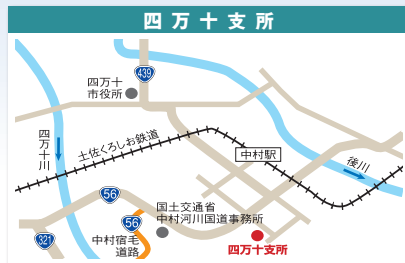 四万十支所
439
四万十
市役所
四万十川
土佐くろしお鉄道
中村駅
後川
56
国土交通省
中村河川国道事務所
56
321
中村宿毛
道路
四万十支所